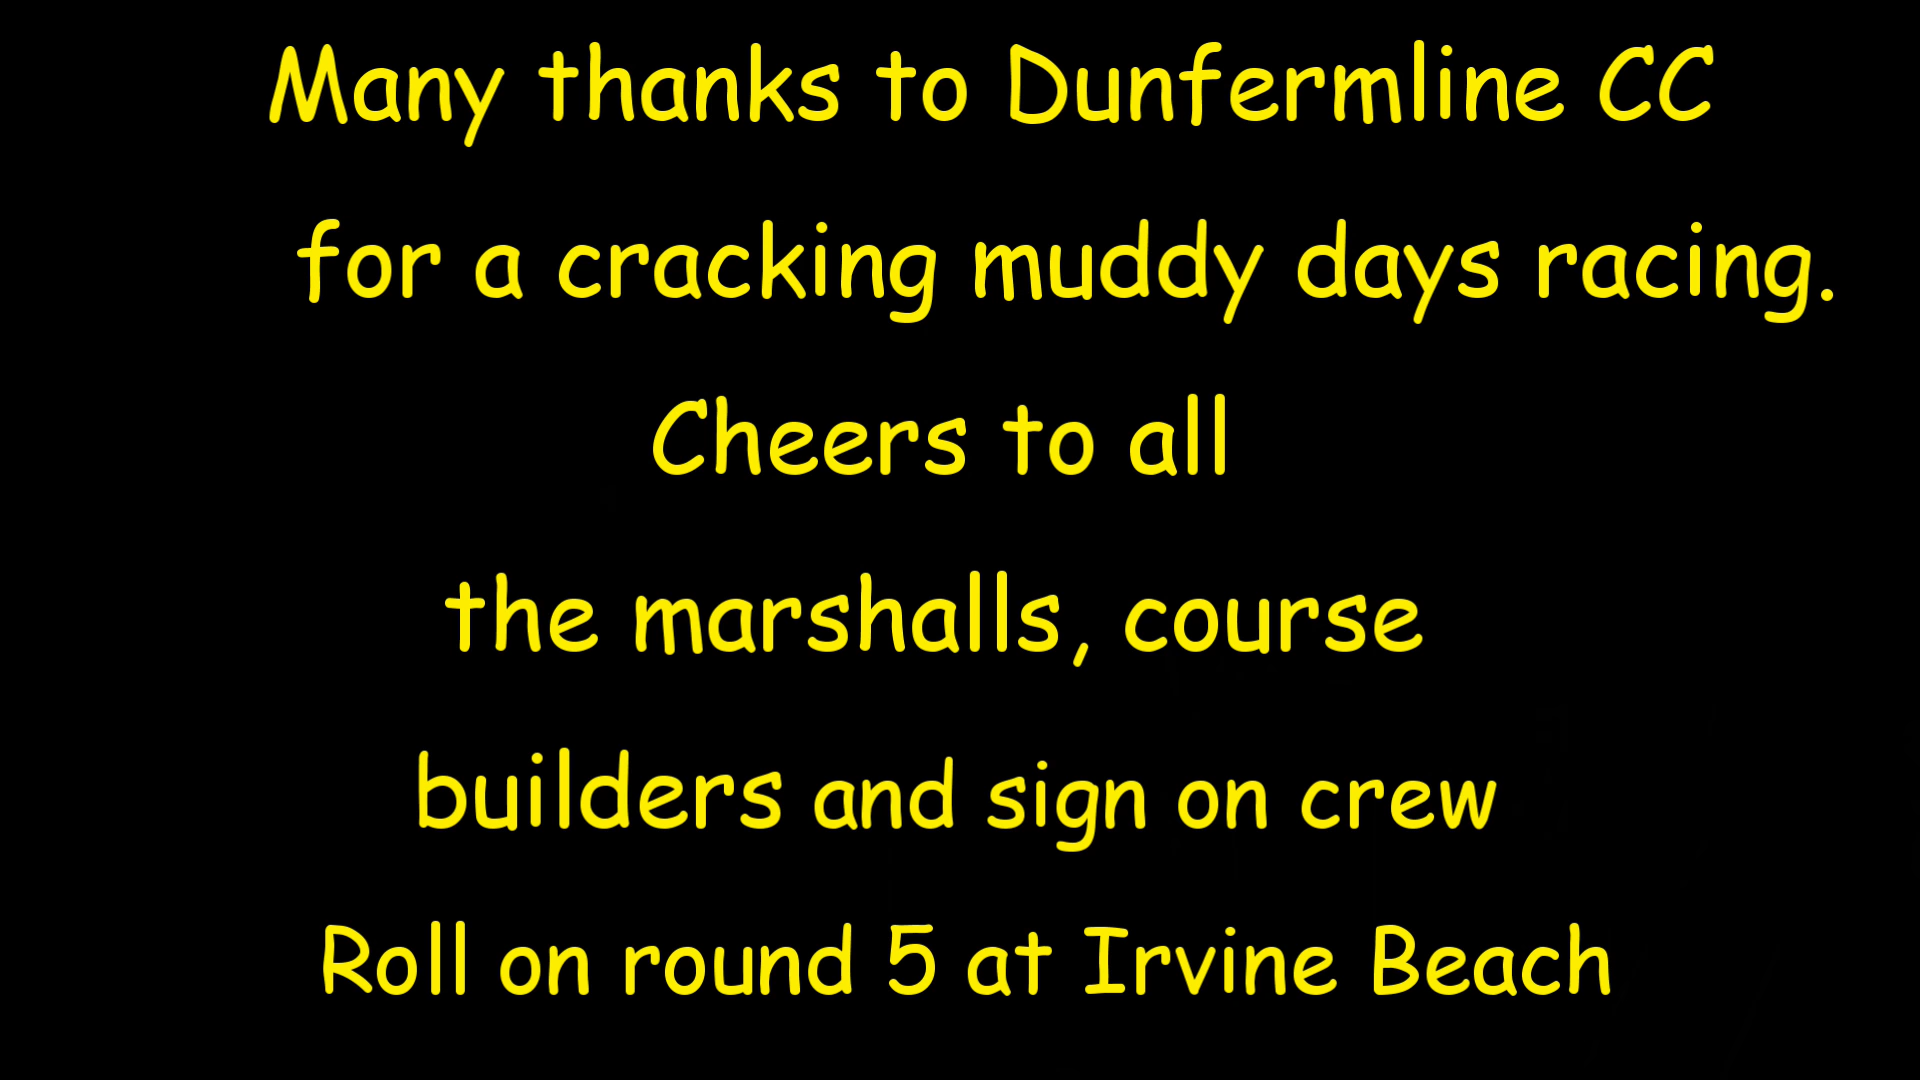 Many thanks to Dunfermline CC
for a cracking muddy days racing.
Cheers to all
the marshalls, course
builders and sign on crew
Roll on round 5 at Irvine Beach